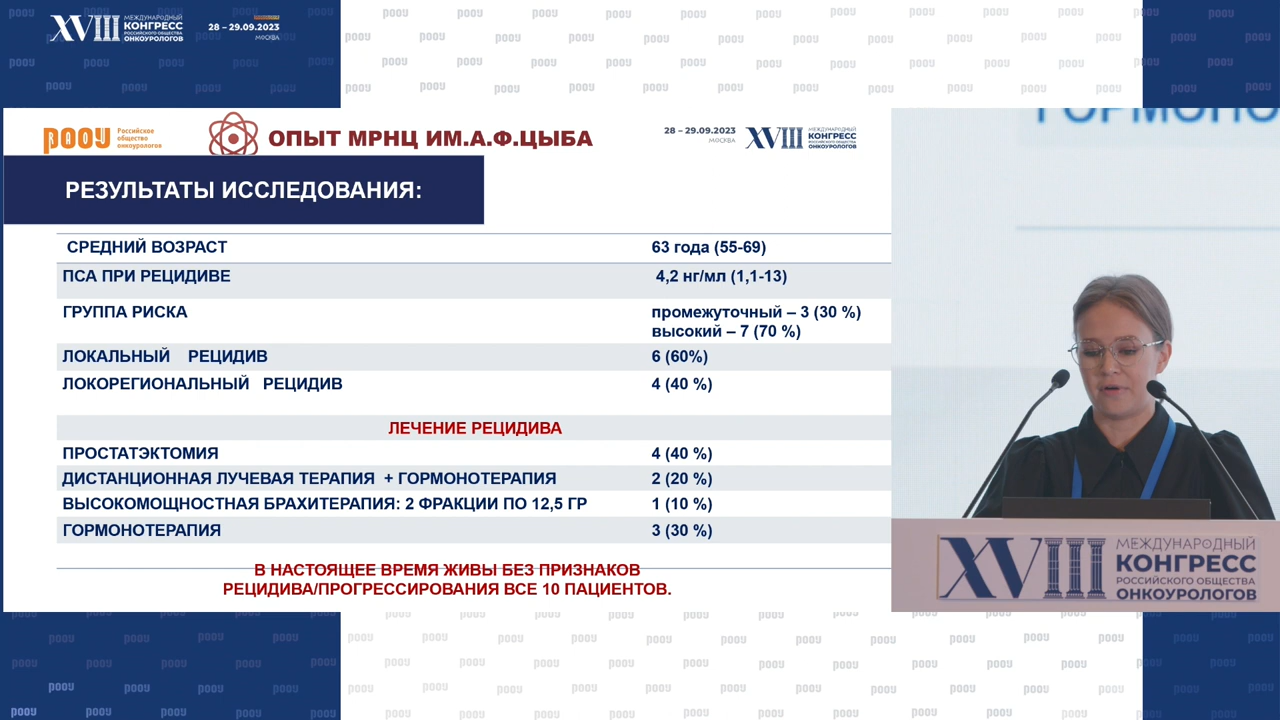 XVIII МЕЖДУНАРОДНЫЙ
КОНГРЕСС
РОССИЙСКОГО ОБЩЕСТВА
ОНКОУРОЛОГОВ
28 – 29.09.2023
МОСКВА
РООУ
Российское
общество
онкоурологов
ОПЫТ МРНЦ ИМ.А.Ф.ЦЫБА
28 – 29.09.2023
МОСКВА
XVIII МЕЖДУНАРОДНЫЙ
КОНГРЕСС
РОССИЙСКОГО ОБЩЕСТВА
ОНКОУРОЛОГОВ
РЕЗУЛЬТАТЫ ИССЛЕДОВАНИЯ:
СРЕДНИЙ ВОЗРАСТ 63 года (55-69)
ПСА ПРИ РЕЦИДИВЕ 4,2 нг/мл (1,1-13)
ГРУППА РИСКА промежуточный – 3 (30 %)
высокий – 7 (70 %)
ЛОКАЛЬНЫЙ РЕЦИДИВ 6 (60%)
ЛОКОРЕГИОНАЛЬНЫЙ РЕЦИДИВ 4 (40 %)
ЛЕЧЕНИЕ РЕЦИДИВА
ПРОСТАТЭКТОМИЯ 4 (40 %)
ДИСТАНЦИОННАЯ ЛУЧЕВАЯ ТЕРАПИЯ + ГОРМОНОТЕРАПИЯ 2 (20 %)
ВЫСОКОМОЩНОСТНАЯ БРАХИТЕРАПИЯ: 2 ФРАКЦИИ ПО 12,5 ГР 1 (10 %)
ГОРМОНОТЕРАПИЯ 3 (30 %)
В НАСТОЯЩЕЕ ВРЕМЯ ЖИВЫ БЕЗ ПРИЗНАКОВ
РЕЦИДИВА/ПРОГРЕССИРОВАНИЯ ВСЕ 10 ПАЦИЕНТОВ.
XVIII МЕЖДУНАРОДНЫЙ
КОНГРЕСС
РОССИЙСКОГО ОБЩЕСТВА
ОНКОУРОЛОГОВ